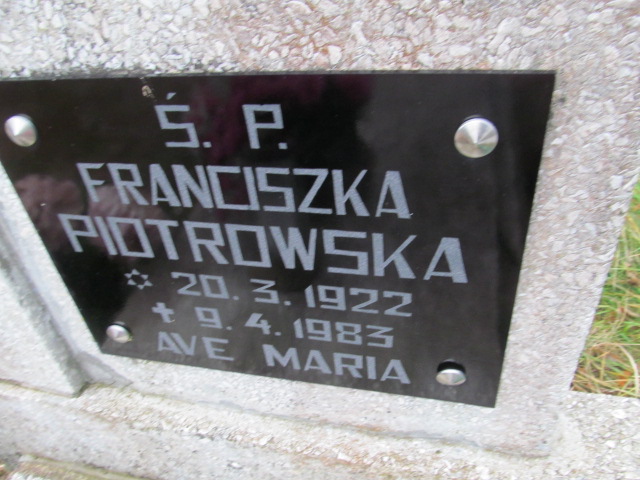 Ś. P.
FRANCISZKA
PIOTROWSKA
✡ 20. 3. 1922
✝ 9. 4. 1983
AVE MARIA